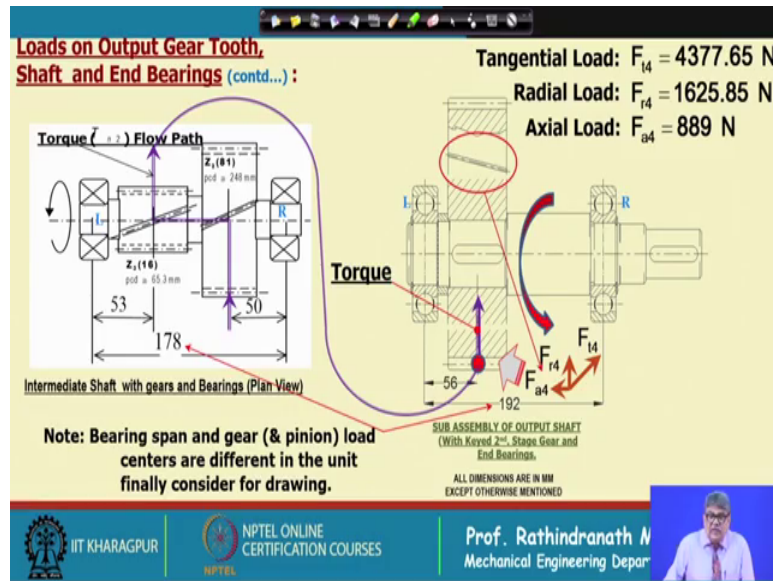 Loads on Output Gear Tooth,
Shaft and End Bearings (contd...) :
Tangential Load: Ft4 = 4377.65 N
Radial Load: Fr4 = 1625.85 N
Axial Load: Fa4 = 889 N
Torque ( ) Flow Path
Z3(81)
pcd = 248 mm
L
R
Z2(16)
pcd = 65.3 mm
53
50
178
Intermediate Shaft with gears and Bearings (Plan View)
L
R
Torque
Ft4
Fr4
Fa4
56
192
SUB ASSEMBLY OF OUTPUT SHAFT
(With Keyed 2nd. Stage Gear and
End Bearings.
Note: Bearing span and gear (& pinion) load
centers are different in the unit
finally consider for drawing.
ALL DIMENSIONS ARE IN MM
EXCEPT OTHERWISE MENTIONED
IIT KHARAGPUR
NPTEL
NPTEL ONLINE
CERTIFICATION COURSES
Prof. Rathindranath M
Mechanical Engineering Depar